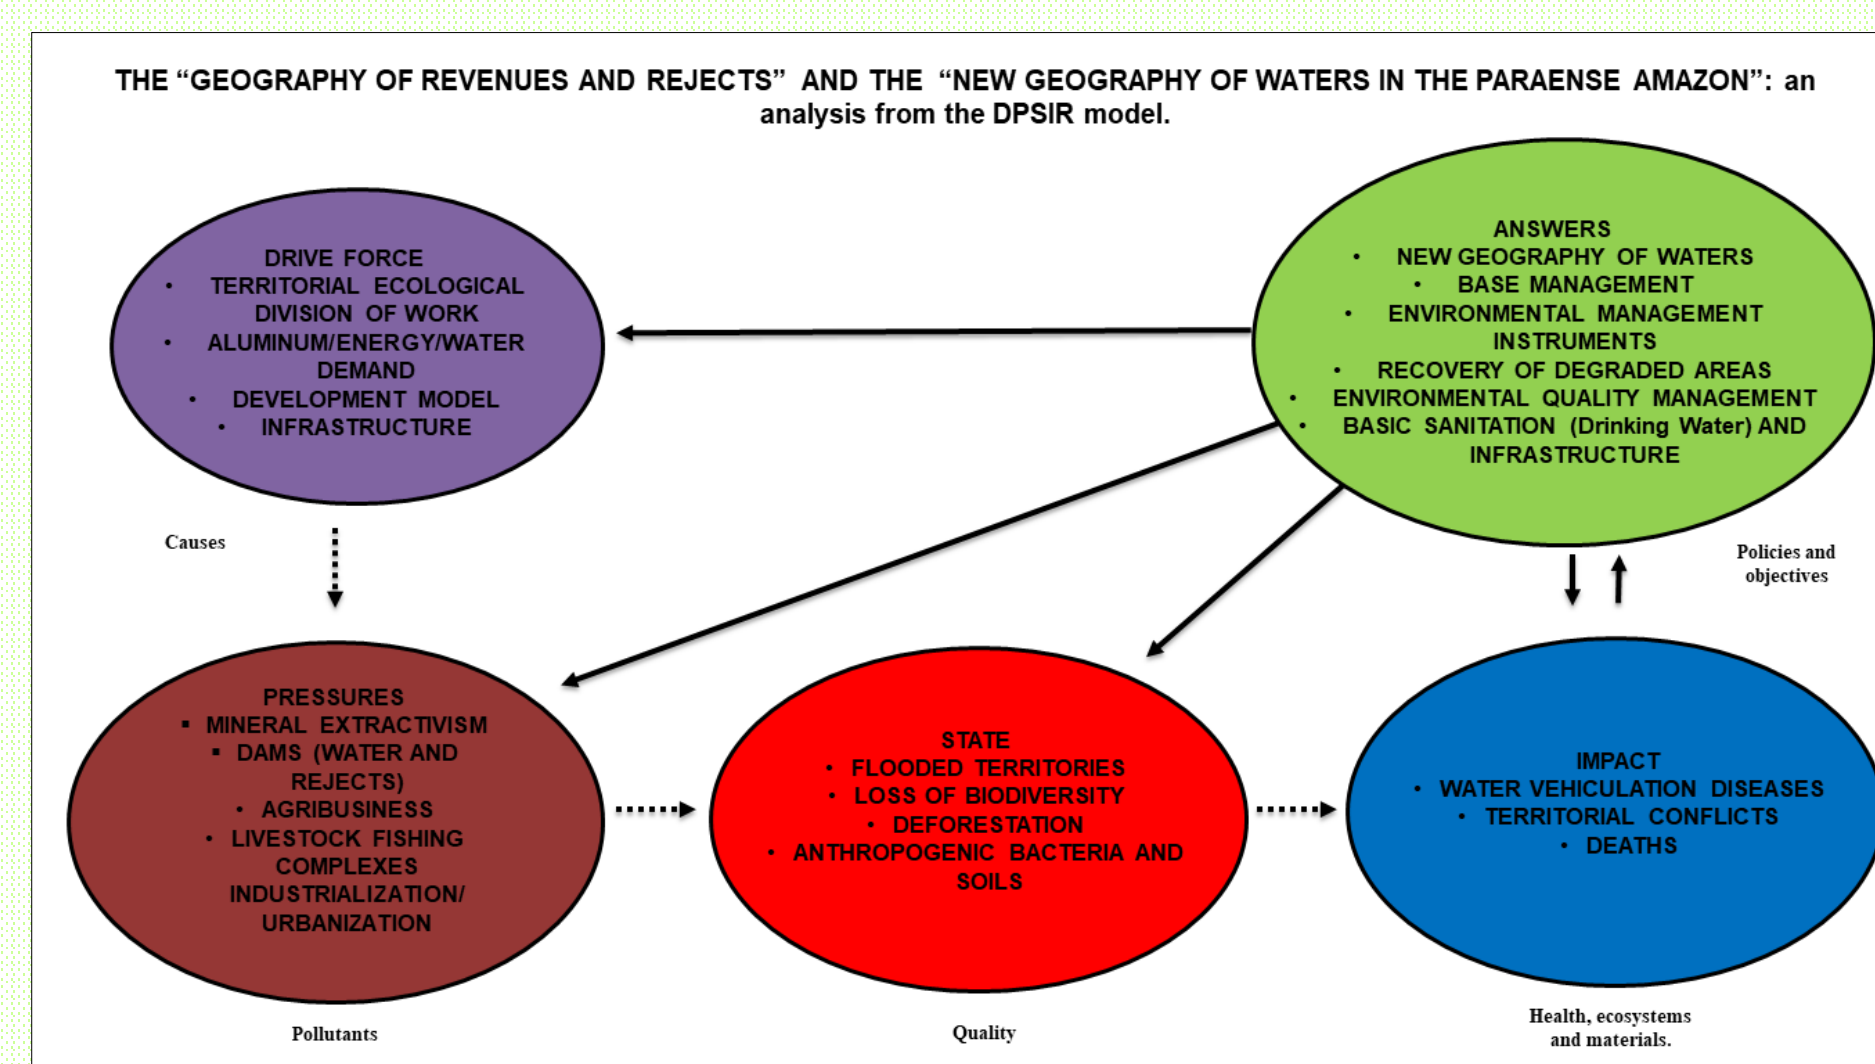 THE “GEOGRAPHY OF REVENUES AND REJECTS” AND THE “NEW GEOGRAPHY OF WATERS IN THE PARAENSE AMAZON”: an
analysis from the DPSIR model.
DRIVE FORCE
• TERRITORIAL ECOLOGICAL
DIVISION OF WORK
• ALUMINUM/ENERGY/WATER
DEMAND
• DEVELOPMENT MODEL
• INFRASTRUCTURE
ANSWERS
• NEW GEOGRAPHY OF WATERS
• BASE MANAGEMENT
• ENVIRONMENTAL MANAGEMENT
INSTRUMENTS
• RECOVERY OF DEGRADED AREAS
• ENVIRONMENTAL QUALITY MANAGEMENT
• BASIC SANITATION (Drinking Water) AND
INFRASTRUCTURE
Causes
Policies and
objectives
PRESSURES
▪ MINERAL EXTRACTIVISM
▪ DAMS (WATER AND
REJECTS)
• AGRIBUSINESS
• LIVESTOCK FISHING
COMPLEXES
INDUSTRIALIZATION/
URBANIZATION
STATE
• FLOODED TERRITORIES
• LOSS OF BIODIVERSITY
• DEFORESTATION
• ANTHROPOGENIC BACTERIA AND
SOILS
IMPACT
• WATER VEHICULATION DISEASES
• TERRITORIAL CONFLICTS
• DEATHS
Pollutants
Quality
Health, ecosystems
and materials.